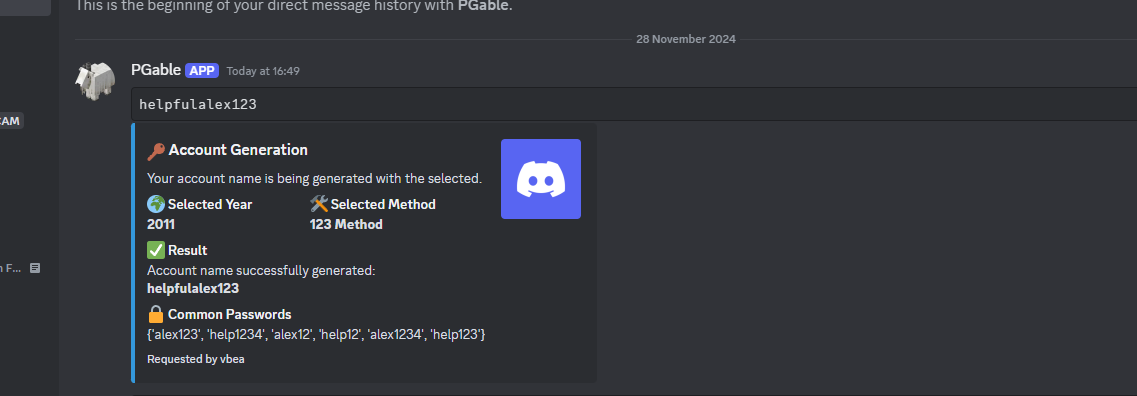 This is the beginning of your direct message history with PGable.
28 November 2024
PGable APP Today at 16:49
helpfulalex123
CAM
Account Generation
Your account name is being generated with the selected.
Selected Year
2011
Selected Method
123 Method
Result
Account name successfully generated:
helpfulalex123
Common Passwords
{'alex123', 'help1234', 'alex12', 'help12', 'alex1234', 'help123'}
Requested by vbea
F...